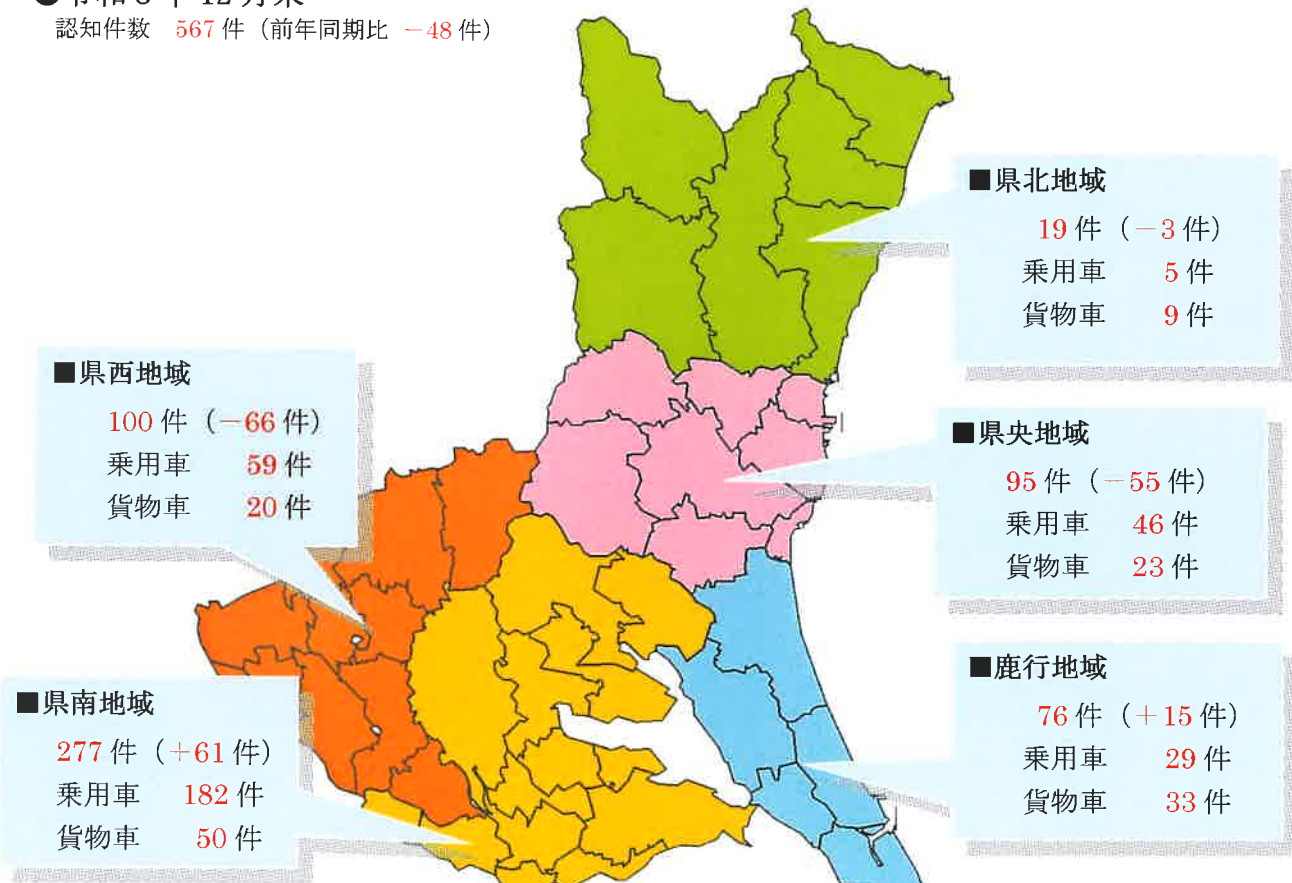 認知件数 567件（前年同期比 －48件）
■県北地域
19件（－3件）
乗用車 5件
貨物車 9件
■県西地域
100件（－66件）
乗用車 59件
貨物車 20件
■県央地域
95件（－55件）
乗用車 46件
貨物車 23件
■鹿行地域
76件（＋15件）
乗用車 29件
貨物車 33件
■県南地域
277件（＋61件）
乗用車 182件
貨物車 50件